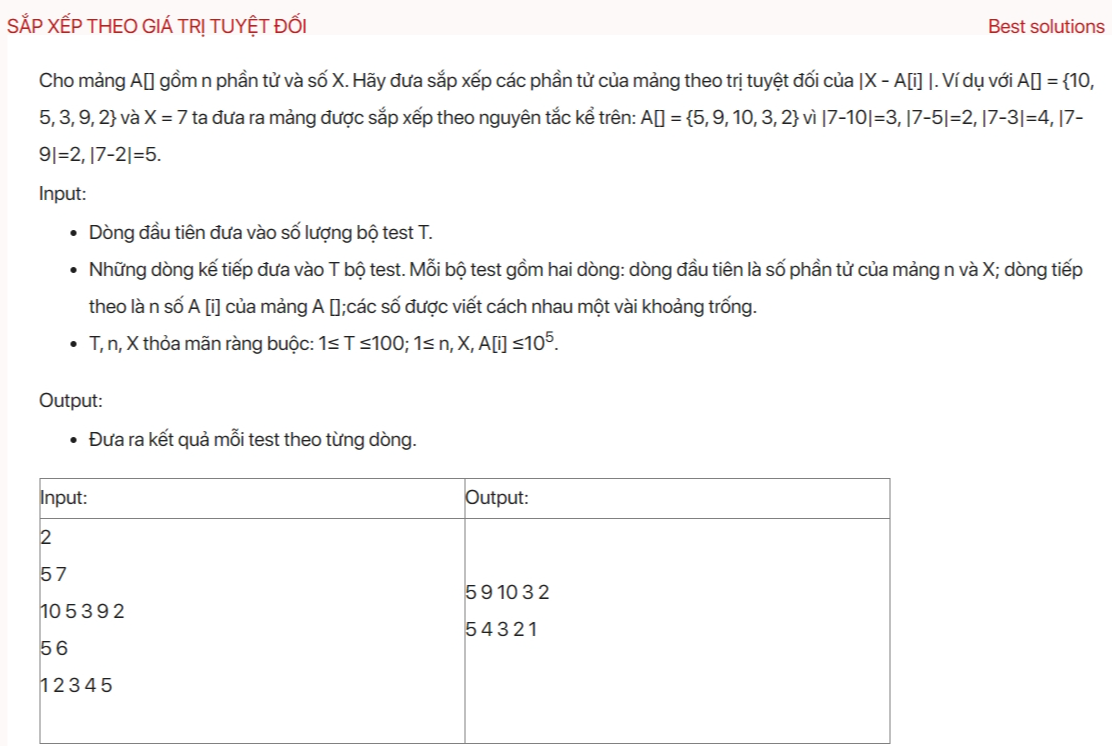 SẮP XẾP THEO GIÁ TRỊ TUYỆT ĐỐI
Best solutions
Cho mảng A[] gồm n phần tử và số X. Hãy đưa sắp xếp các phần tử của mảng theo trị tuyệt đối của |X - A[i] |. Ví dụ với A[] = {10,
5, 3, 9, 2} và X = 7 ta đưa ra mảng được sắp xếp theo nguyên tắc kể trên: A[] = {5, 9, 10, 3, 2} vì |7-10|=3, |7-5|=2, |7-3|=4, |7-
9|=2, |7-2|=5.
Input:
• Dòng đầu tiên đưa vào số lượng bộ test T.
• Những dòng kế tiếp đưa vào T bộ test. Mỗi bộ test gồm hai dòng: dòng đầu tiên là số phần tử của mảng n và X; dòng tiếp
theo là n số A [i] của mảng A [];các số được viết cách nhau một vài khoảng trống.
• T, n, X thỏa mãn ràng buộc: 1≤ T ≤100; 1≤ n, X, A[i] ≤10⁵.
Output:
• Đưa ra kết quả mỗi test theo từng dòng.
Input:
Output:
2
5 7
10 5 3 9 2
5 6
1 2 3 4 5
5 9 10 3 2
5 4 3 2 1